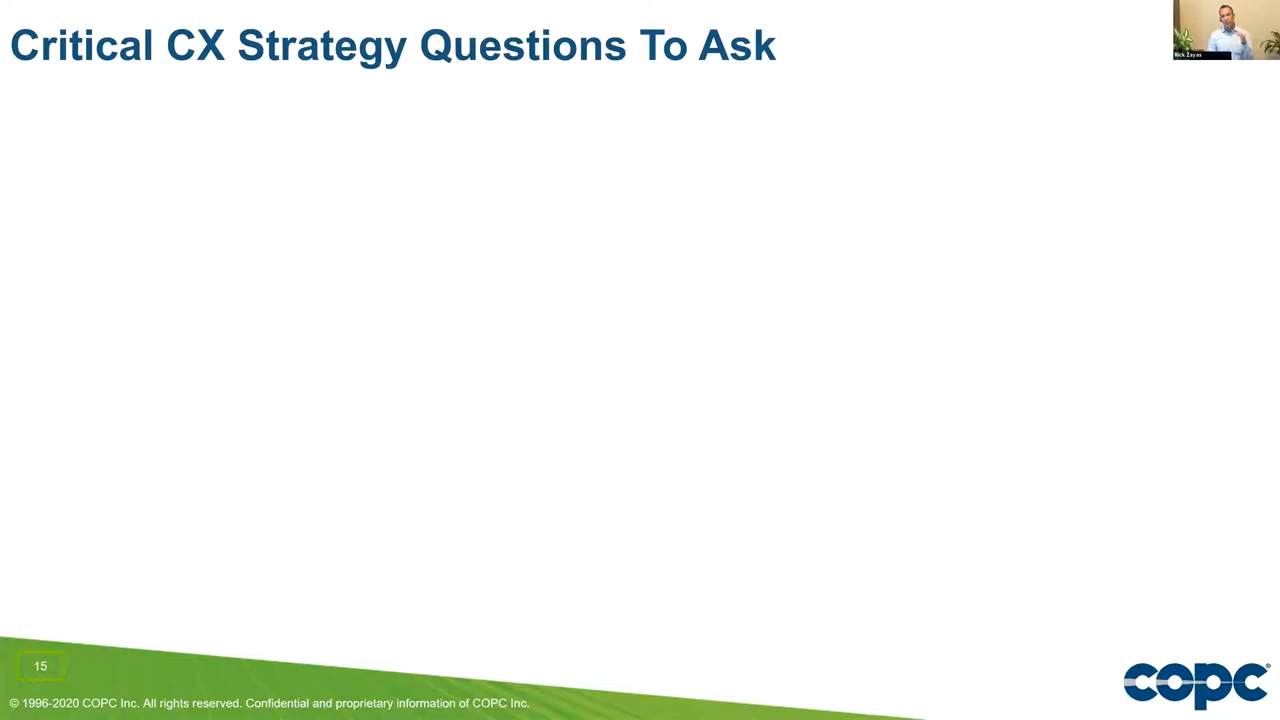 Critical CX Strategy Questions To Ask
Rick Zayas
15
© 1996-2020 COPC Inc. All rights reserved. Confidential and proprietary information of COPC Inc.
copc®